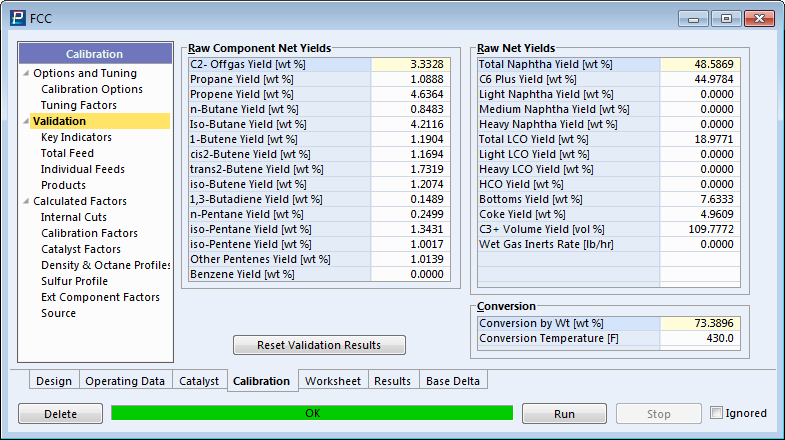 FCC
Calibration
Options and Tuning
Calibration Options
Tuning Factors
Validation
Key Indicators
Total Feed
Individual Feeds
Products
Calculated Factors
Internal Cuts
Calibration Factors
Catalyst Factors
Density & Octane Profiles
Sulfur Profile
Ext Component Factors
Source
Raw Component Net Yields
C2- Offgas Yield [wt %] 3.3328
Propane Yield [wt %] 1.0888
Propene Yield [wt %] 4.6364
n-Butane Yield [wt %] 0.8483
Iso-Butane Yield [wt %] 4.2116
1-Butene Yield [wt %] 1.1904
cis2-Butene Yield [wt %] 1.1694
trans2-Butene Yield [wt %] 1.7319
iso-Butene Yield [wt %] 1.2074
1,3-Butadiene Yield [wt %] 0.1489
n-Pentane Yield [wt %] 0.2499
iso-Pentane Yield [wt %] 1.3431
iso-Pentene Yield [wt %] 1.0017
Other Pentenes Yield [wt %] 1.0139
Benzene Yield [wt %] 0.0000
Reset Validation Results
Raw Net Yields
Total Naphtha Yield [wt %] 48.5869
C6 Plus Yield [wt %] 44.9784
Light Naphtha Yield [wt %] 0.0000
Medium Naphtha Yield [wt %] 0.0000
Heavy Naphtha Yield [wt %] 0.0000
Total LCO Yield [wt %] 18.9771
Light LCO Yield [wt %] 0.0000
Heavy LCO Yield [wt %] 0.0000
HCO Yield [wt %] 0.0000
Bottoms Yield [wt %] 7.6333
Coke Yield [wt %] 4.9609
C3+ Volume Yield [vol %] 109.7772
Wet Gas Inerts Rate [lb/hr] 0.0000
Conversion
Conversion by Wt [wt %] 73.3896
Conversion Temperature [F] 430.0
Design Operating Data Catalyst Calibration Worksheet Results Base Delta
Delete OK Run Stop Ignored